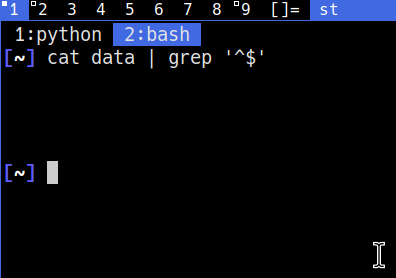 1 2 3 4 5 6 7 8 9 []= st
1:python 2:bash
[~] cat data | grep '^$'
[~]